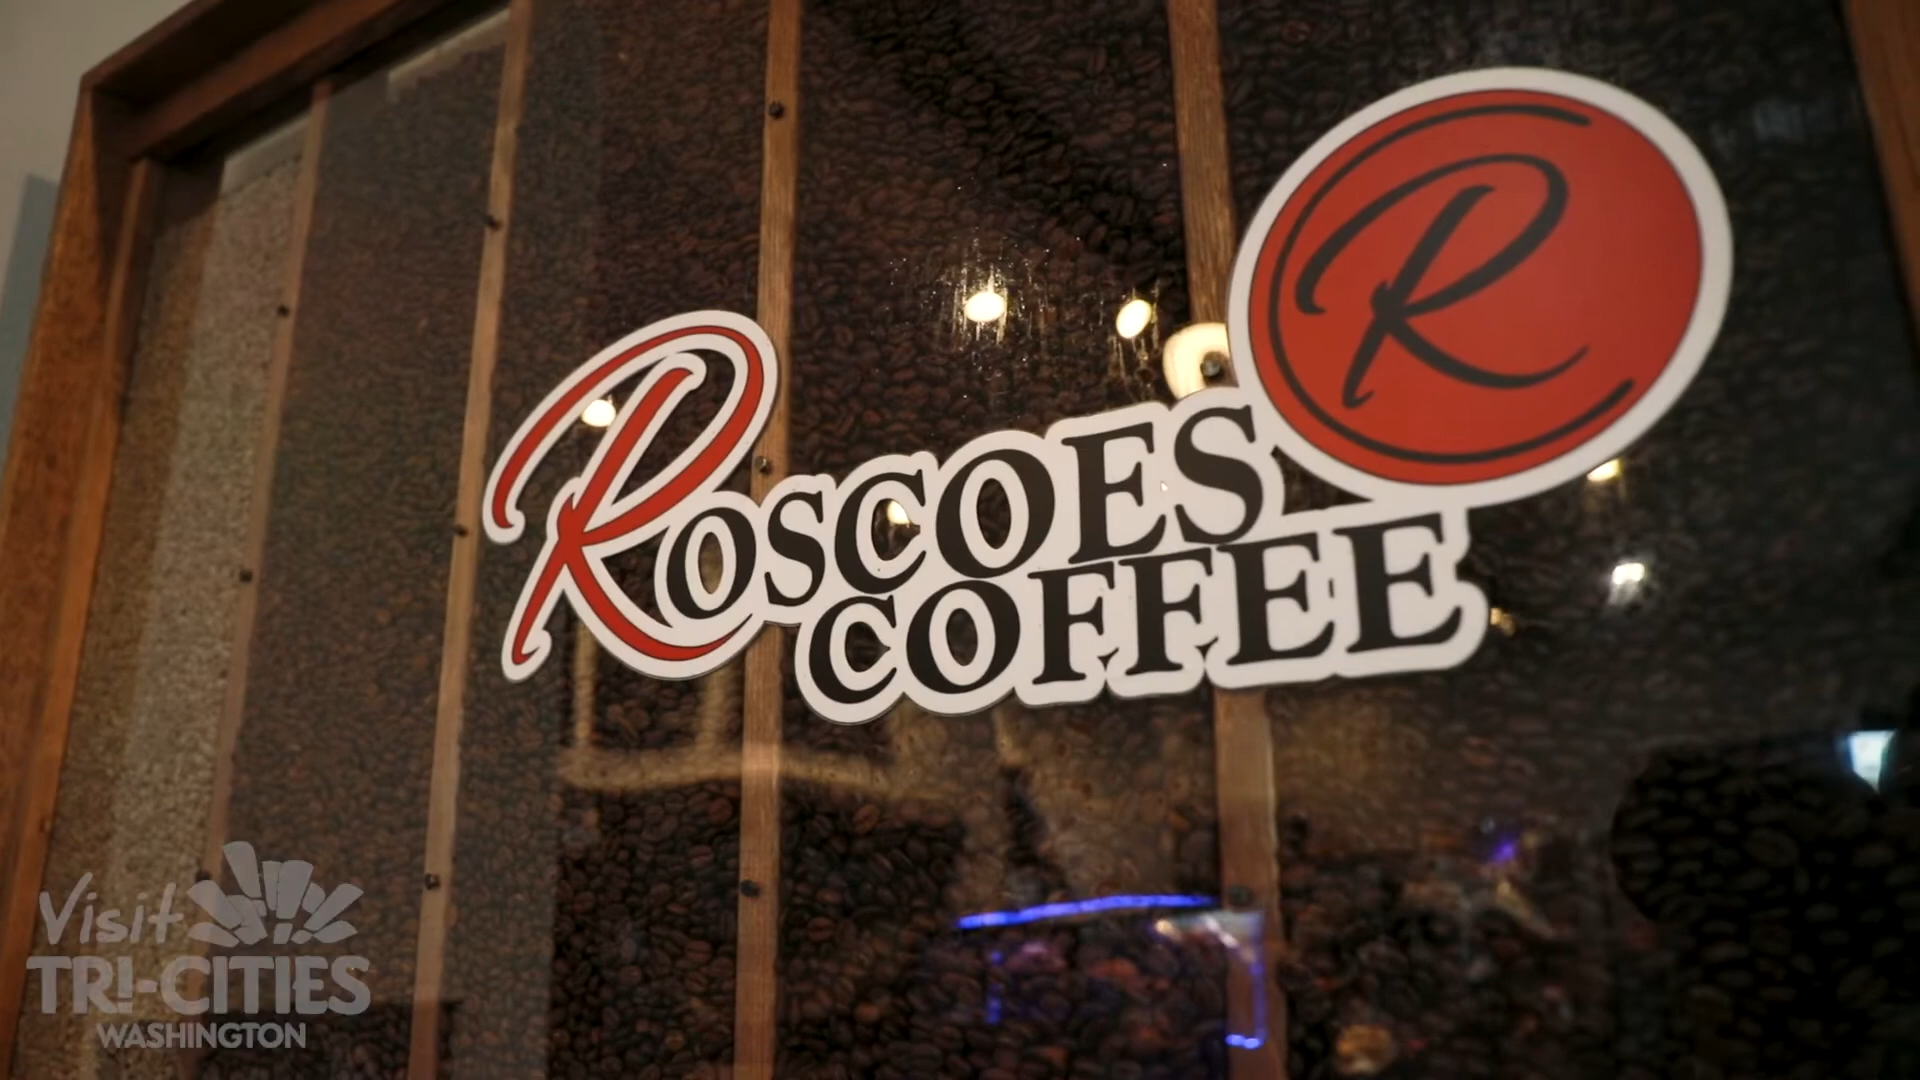 R
ROSCOES
COFFEE
Visit
TRI-CITIES
WASHINGTON